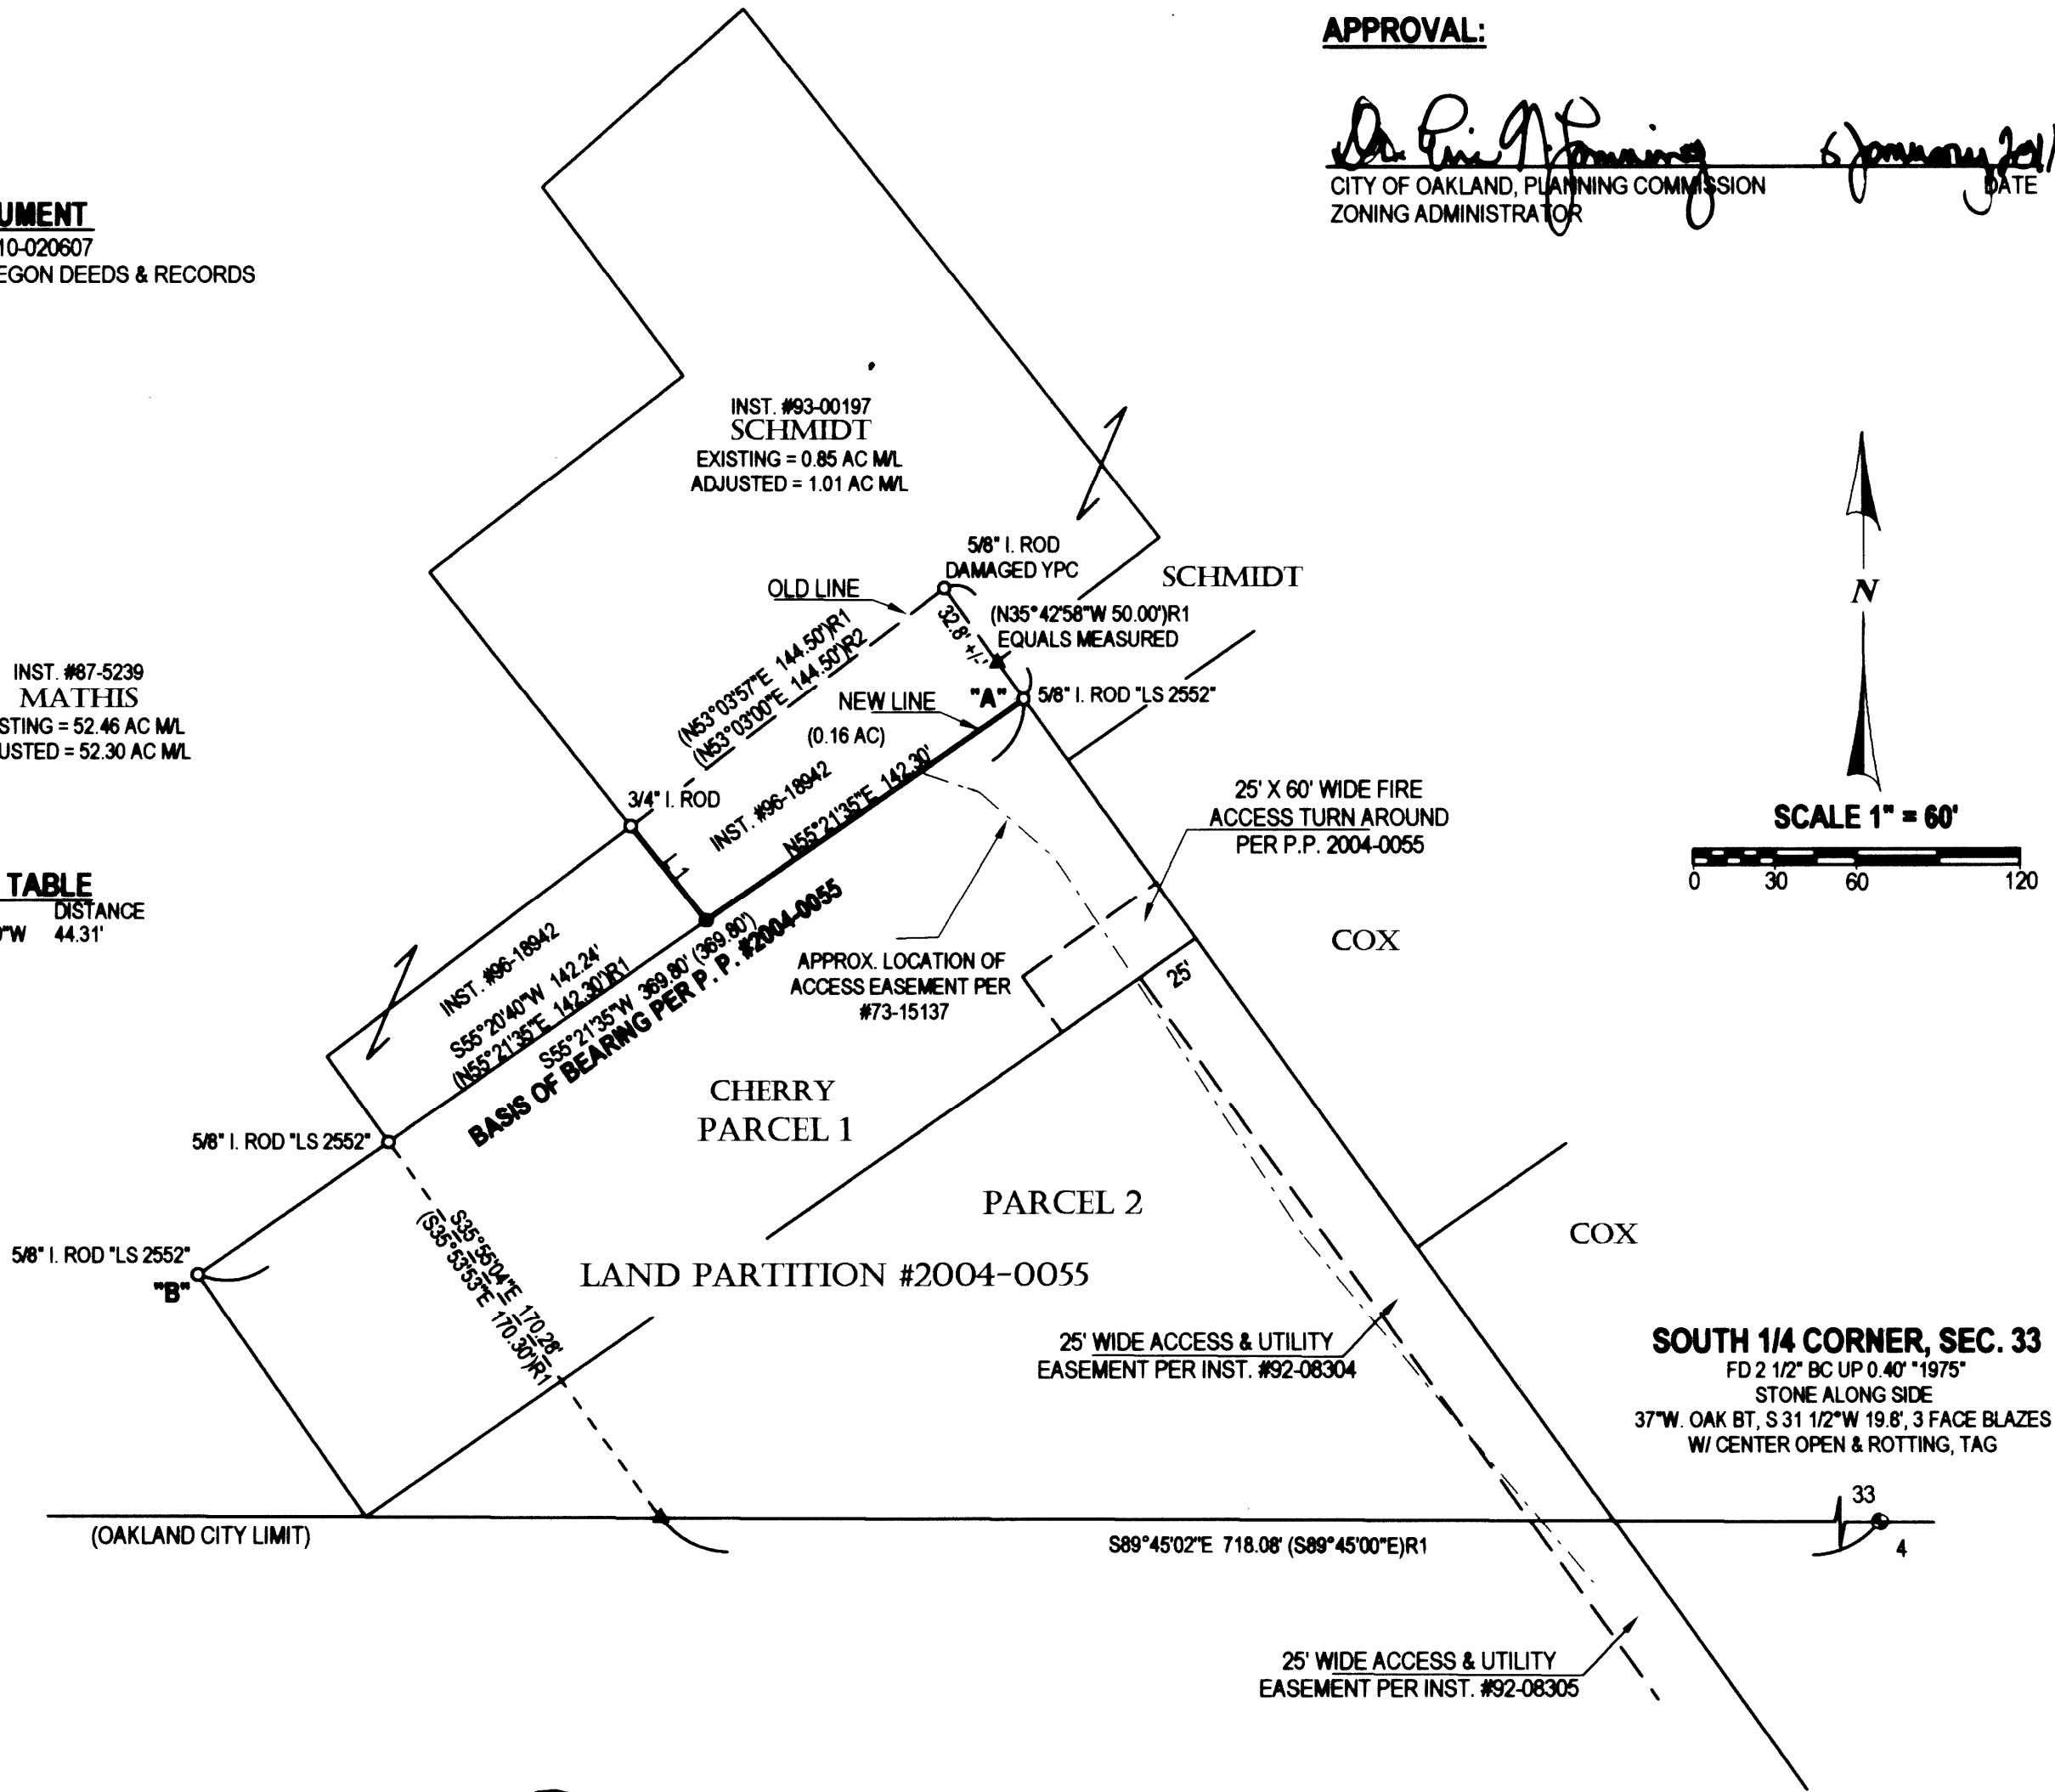 APPROVAL:
6 January 2011
CITY OF OAKLAND, PLANNING COMMISSION
DATE
ZONING ADMINISTRATOR
UMENT
10-020607
EGON DEEDS & RECORDS
INST. #93-00197
SCHMIDT
EXISTING = 0.85 AC M/L
ADJUSTED = 1.01 AC M/L
5/8" I. ROD
DAMAGED YPC
SCHMIDT
OLD LINE
(N35°42'58"W 50.00')R1
EQUALS MEASURED
32.8' +/-
(N53°03'57"E 144.50')R1
(N53°03'00"E 144.50')R2
N
INST. #87-5239
MATHIS
STING = 52.46 AC M/L
USTED = 52.30 AC M/L
NEW LINE
"A"
5/8" I. ROD "LS 2552"
(0.16 AC)
3/4" I. ROD
INST. #96-18942
N55°21'35"E 142.30'
L1
25' X 60' WIDE FIRE
ACCESS TURN AROUND
PER P.P. 2004-0055
SCALE 1" = 60'
0 30 60 120
TABLE
DISTANCE
"W 44.31'
COX
APPROX. LOCATION OF
ACCESS EASEMENT PER
#73-15137
25'
INST. #96-18942
S55°20'40"W 142.24'
(N55°21'35"E 142.30')R1
S55°21'35"W 369.80' (369.80')
BASIS OF BEARING PER P. P. #2004-0055
CHERRY
PARCEL 1
5/8" I. ROD "LS 2552"
PARCEL 2
S35°55'04"E 170.28'
(S35°53'53"E 170.30')R1
COX
5/8" I. ROD "LS 2552"
"B"
LAND PARTITION #2004-0055
25' WIDE ACCESS & UTILITY
EASEMENT PER INST. #92-08304
SOUTH 1/4 CORNER, SEC. 33
FD 2 1/2" BC UP 0.40' "1975"
STONE ALONG SIDE
37"W. OAK BT, S 31 1/2°W 19.6', 3 FACE BLAZES
W/ CENTER OPEN & ROTTING, TAG
33
4
(OAKLAND CITY LIMIT)
S89°45'02"E 718.08' (S89°45'00"E)R1
25' WIDE ACCESS & UTILITY
EASEMENT PER INST. #92-08305